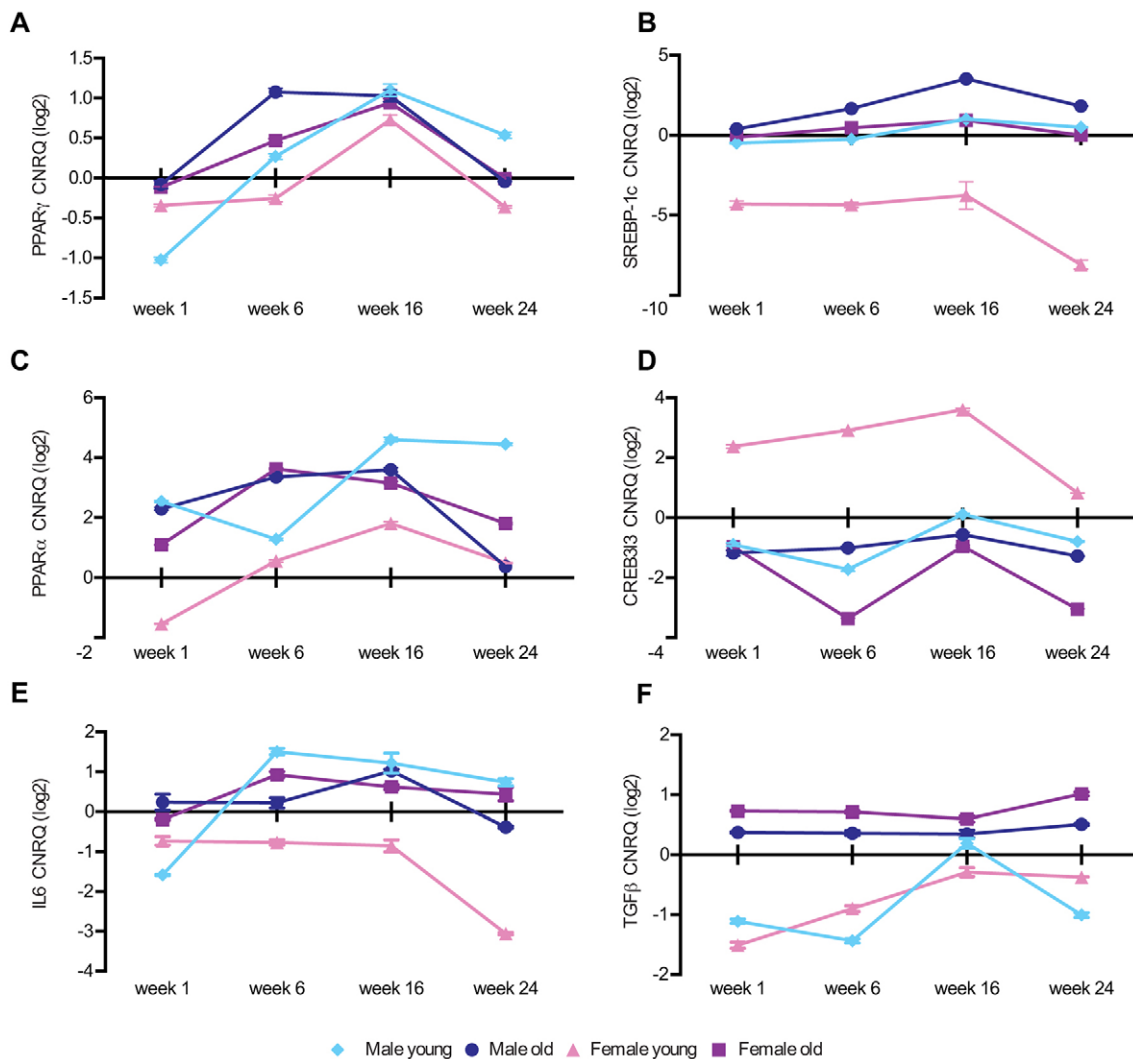 A
PPARγ CNRQ (log2)
1.5
1.0
0.5
0.0
-0.5
-1.0
-1.5
week 1 week 6 week 16 week 24
B
SREBP-1c CNRQ (log2)
5
0
-5
-10
week 1 week 6 week 16 week 24
C
PPARα CNRQ (log2)
6
4
2
0
-2
week 1 week 6 week 16 week 24
D
CREB3l3 CNRQ (log2)
4
2
0
-2
-4
week 1 week 6 week 16 week 24
E
IL6 CNRQ (log2)
2
1
0
-1
-2
-3
-4
week 1 week 6 week 16 week 24
F
TGFβ CNRQ (log2)
2
1
0
-1
-2
week 1 week 6 week 16 week 24
Male young Male old Female young Female old